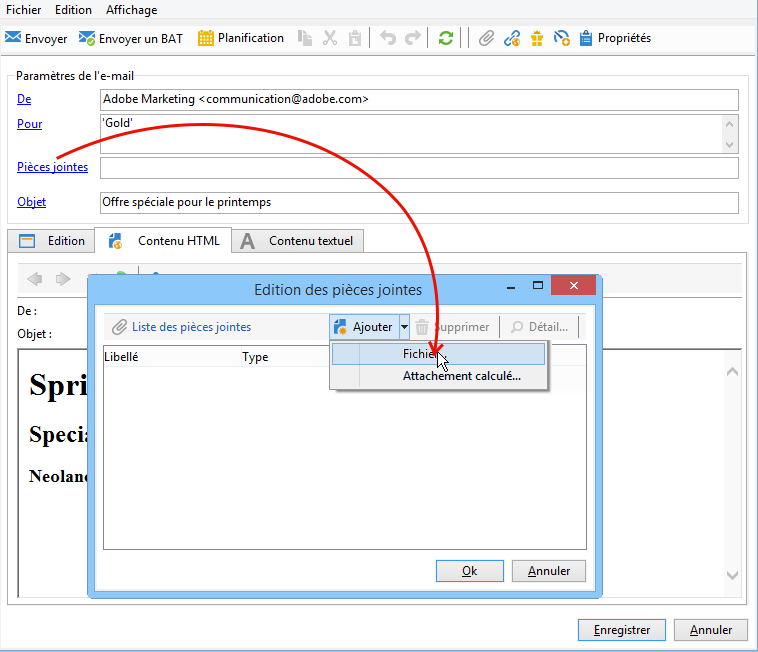 Fichier Edition Affichage
Envoyer Envoyer un BAT Planification Propriétés
Paramètres de l'e-mail
De Adobe Marketing <communication@adobe.com>
Pour 'Gold'
Pièces jointes
Objet Offre spéciale pour le printemps
Edition Contenu HTML A Contenu textuel
Edition des pièces jointes
De :
Liste des pièces jointes Ajouter Supprimer Détail...
Objet :
Libellé Type Fichier...
Attachement calculé...
Spri
Specia
Neolan
Ok Annuler
Enregistrer Annuler